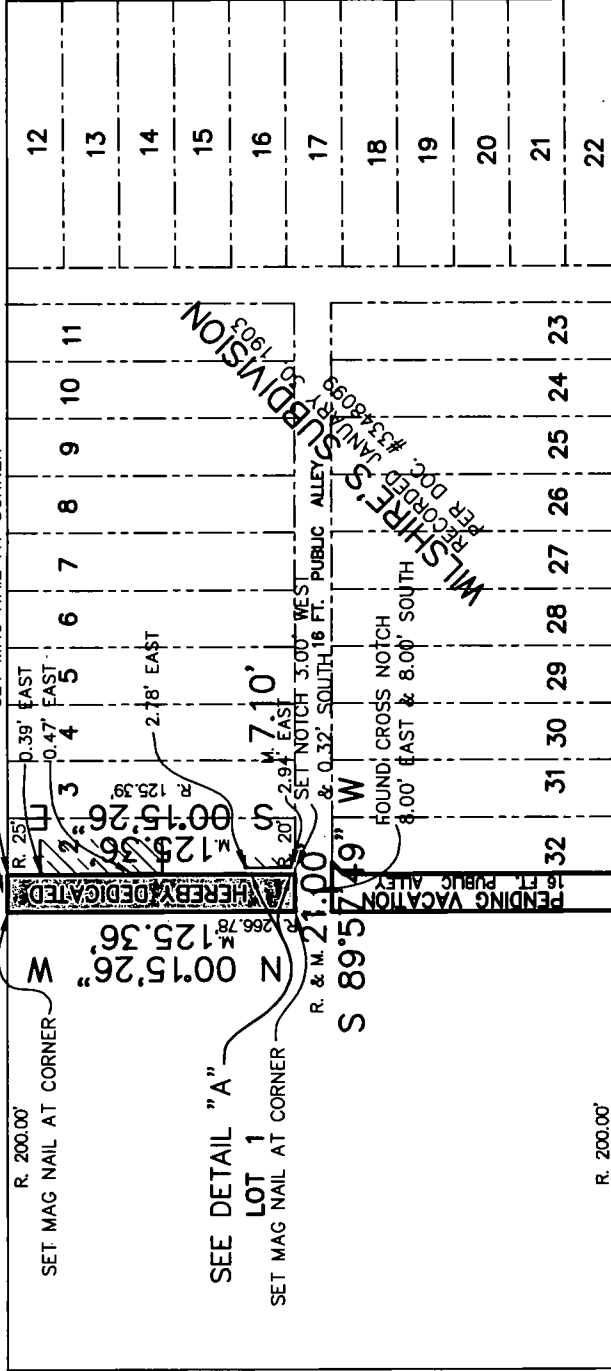 R. 200.00'
SET MAG NAIL AT CORNER
R. 25'
0.39' EAST
0.47' EAST
2.78' EAST
HEREBY DEDICATED
N 00°15'26" W
M. 125.36'
R. 266.78'
S 00°15'26" E
M. 125.36'
R. 125.39'
R. 20'
M. 7.10'
2.94' EAST
SET NOTCH 3.00' WEST
& 0.32' SOUTH
16 FT. PUBLIC ALLEY
R. & M. 21.00'
S 89°57'49" W
FOUND CROSS NOTCH
8.00' EAST & 8.00' SOUTH
PENDING VACATION
16 FT. PUBLIC ALLEY
SEE DETAIL "A"
LOT 1
SET MAG NAIL AT CORNER
R. 200.00'
WILSHIRE'S SUBDIVISION
RECORDED JANUARY 30, 1903
PER DOC. #3348099
2
3
4
5
6
7
8
9
10
11
12
13
14
15
16
17
18
19
20
21
22
23
24
25
26
27
28
29
30
31
32